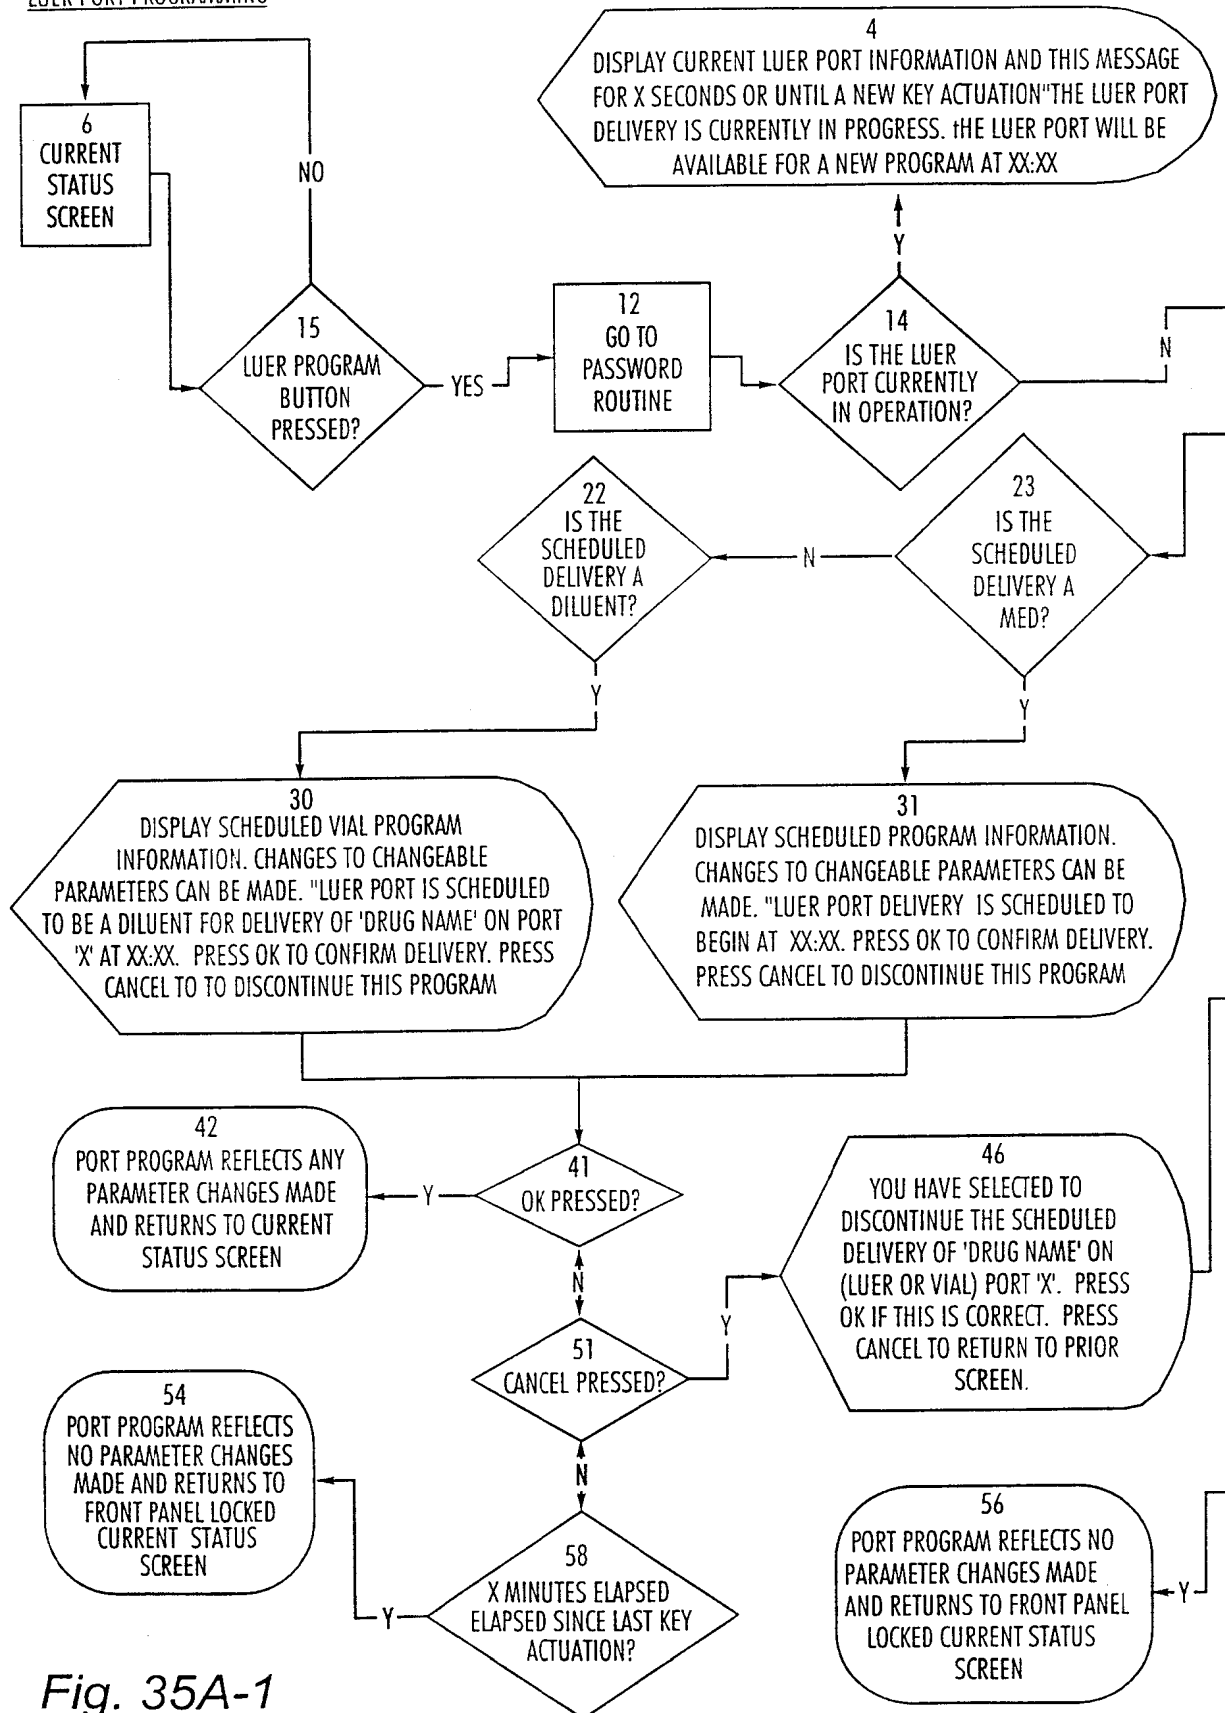 LUER PORT PROGRAMMING
4
DISPLAY CURRENT LUER PORT INFORMATION AND THIS MESSAGE
FOR X SECONDS OR UNTIL A NEW KEY ACTUATION"THE LUER PORT
DELIVERY IS CURRENTLY IN PROGRESS. tHE LUER PORT WILL BE
AVAILABLE FOR A NEW PROGRAM AT XX:XX
6
CURRENT
STATUS
SCREEN
NO
Y
15
LUER PROGRAM
BUTTON
PRESSED?
YES
12
GO TO
PASSWORD
ROUTINE
14
IS THE LUER
PORT CURRENTLY
IN OPERATION?
N
22
IS THE
SCHEDULED
DELIVERY A
DILUENT?
N
23
IS THE
SCHEDULED
DELIVERY A
MED?
Y
Y
30
DISPLAY SCHEDULED VIAL PROGRAM
INFORMATION. CHANGES TO CHANGEABLE
PARAMETERS CAN BE MADE. "LUER PORT IS SCHEDULED
TO BE A DILUENT FOR DELIVERY OF 'DRUG NAME' ON PORT
'X' AT XX:XX. PRESS OK TO CONFIRM DELIVERY. PRESS
CANCEL TO TO DISCONTINUE THIS PROGRAM
31
DISPLAY SCHEDULED PROGRAM INFORMATION.
CHANGES TO CHANGEABLE PARAMETERS CAN BE
MADE. "LUER PORT DELIVERY IS SCHEDULED TO
BEGIN AT XX:XX. PRESS OK TO CONFIRM DELIVERY.
PRESS CANCEL TO DISCONTINUE THIS PROGRAM
42
PORT PROGRAM REFLECTS ANY
PARAMETER CHANGES MADE
AND RETURNS TO CURRENT
STATUS SCREEN
Y
41
OK PRESSED?
N
46
YOU HAVE SELECTED TO
DISCONTINUE THE SCHEDULED
DELIVERY OF 'DRUG NAME' ON
(LUER OR VIAL) PORT 'X'. PRESS
OK IF THIS IS CORRECT. PRESS
CANCEL TO RETURN TO PRIOR
SCREEN.
Y
51
CANCEL PRESSED?
N
54
PORT PROGRAM REFLECTS
NO PARAMETER CHANGES
MADE AND RETURNS TO
FRONT PANEL LOCKED
CURRENT STATUS
SCREEN
Y
58
X MINUTES ELAPSED
ELAPSED SINCE LAST KEY
ACTUATION?
56
PORT PROGRAM REFLECTS NO
PARAMETER CHANGES MADE
AND RETURNS TO FRONT PANEL
LOCKED CURRENT STATUS
SCREEN
Y
Fig. 35A-1